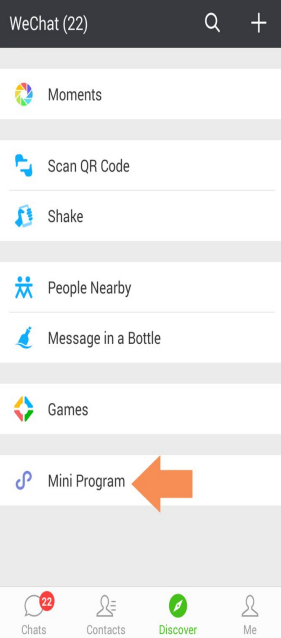 WeChat (22)
Moments
Scan QR Code
Shake
People Nearby
Message in a Bottle
Games
Mini Program
22
Chats
Contacts
Discover
Me